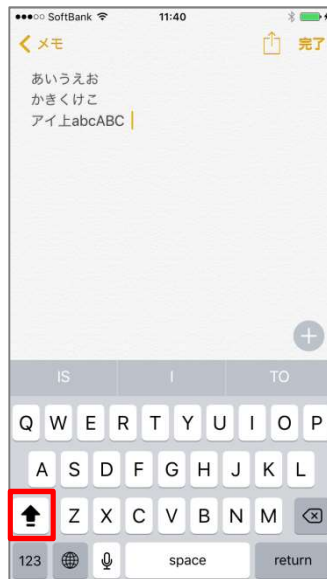 SoftBank 11:40
メモ 完了
あいうえお
かきくけこ
アイ上abcABC
IS I TO
Q W E R T Y U I O P
A S D F G H J K L
Z X C V B N M
123 space return